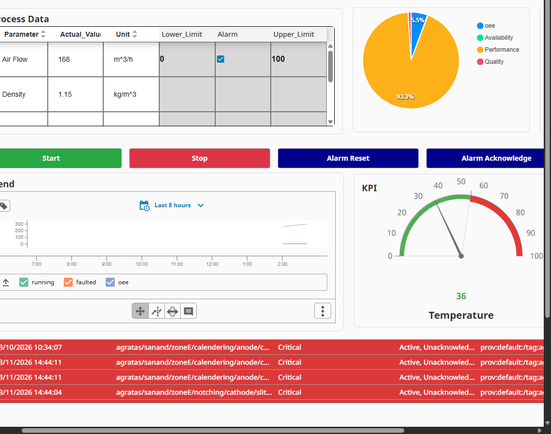 ocess Data
Parameter Actual_Valu Unit Lower_Limit Alarm Upper_Limit
Air Flow 168 m^3/h 0 100
Density 1.15 kg/m^3
5.5%
93.3%
oee
Availability
Performance
Quality
Start Stop Alarm Reset Alarm Acknowledge
end
Last 8 hours
300
200
100
0
7:00 8:00 9:00 10:00 11:00 12:00 1:00 2:00
running faulted oee
KPI
0 10 20 30 40 50 60 70 80 90 100
36
Temperature
3/10/2026 10:34:07 agratas/sanand/zoneE/calendering/anode/c... Critical Active, Unacknowled... prov:default:/tag:a
3/11/2026 14:44:11 agratas/sanand/zoneE/calendering/anode/c... Critical Active, Unacknowled... prov:default:/tag:a
3/11/2026 14:44:11 agratas/sanand/zoneE/calendering/anode/c... Critical Active, Unacknowled... prov:default:/tag:a
3/11/2026 14:44:04 agratas/sanand/zoneE/notching/cathode/slit... Critical Active, Unacknowled... prov:default:/tag:a